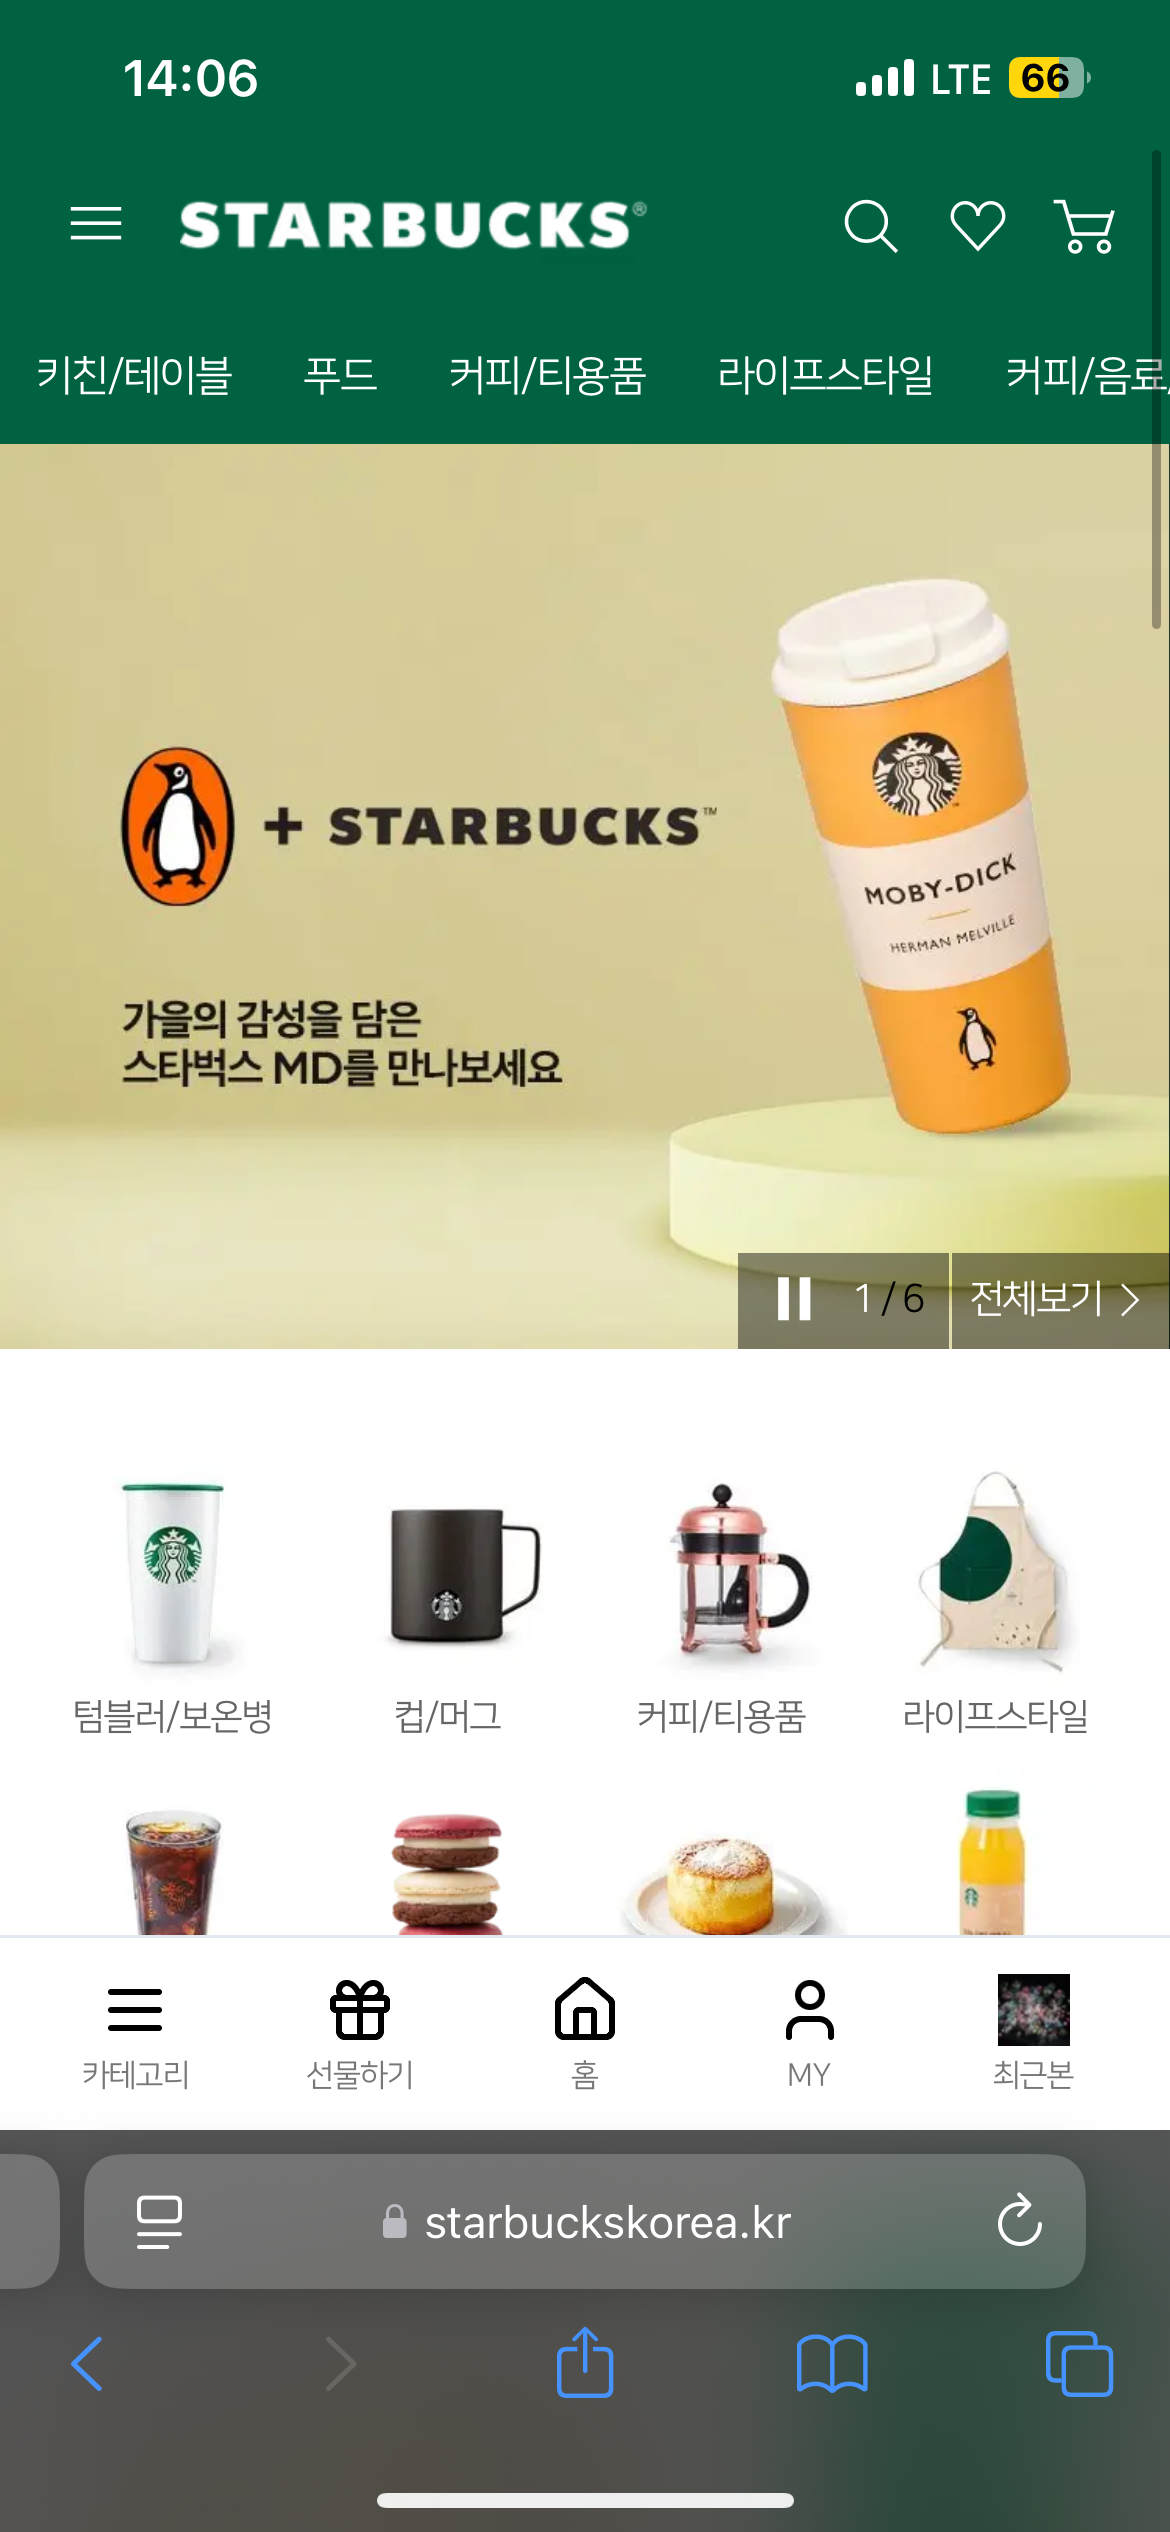 14:06
LTE 66
STARBUCKS®
키친/테이블 푸드 커피/티용품 라이프스타일 커피/음료/
+ STARBUCKS™
MOBY-DICK
HERMAN MELVILLE
가을의 감성을 담은
스타벅스 MD를 만나보세요
1 / 6 전체보기
텀블러/보온병 컵/머그 커피/티용품 라이프스타일
카테고리 선물하기 홈 MY 최근본
starbuckskorea.kr